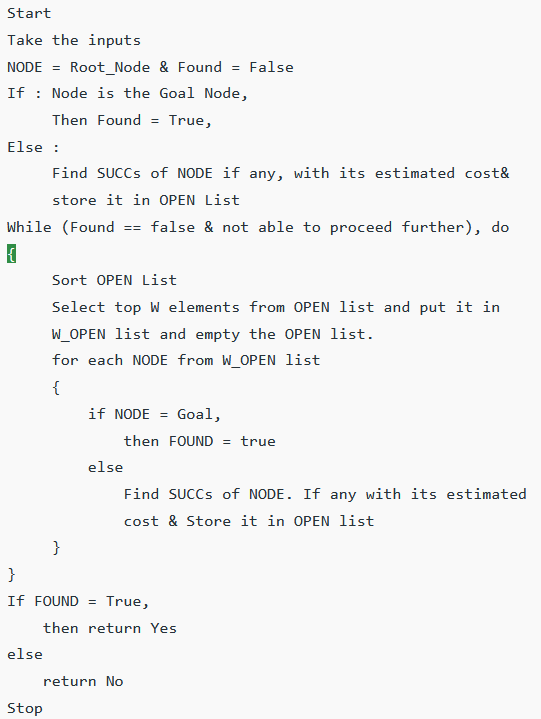 Start
Take the inputs
NODE = Root_Node & Found = False
If : Node is the Goal Node,
Then Found = True,
Else :
Find SUCCs of NODE if any, with its estimated cost&
store it in OPEN List
While (Found == false & not able to proceed further), do
{
Sort OPEN List
Select top W elements from OPEN list and put it in
W_OPEN list and empty the OPEN list.
for each NODE from W_OPEN list
{
if NODE = Goal,
then FOUND = true
else
Find SUCCs of NODE. If any with its estimated
cost & Store it in OPEN list
}
}
If FOUND = True,
then return Yes
else
return No
Stop